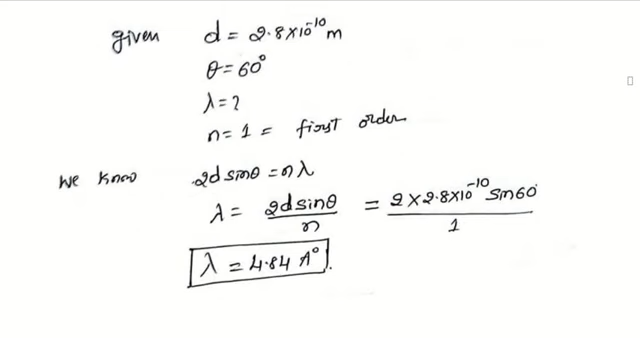 given d = 2.8×10⁻¹⁰ m
θ = 60°
λ = ?
n = 1 = first order
We know 2d sinθ = nλ
λ = 2d sinθ / n = 2 × 2.8×10⁻¹⁰ sin60 / 1
λ = 4.84 A°.